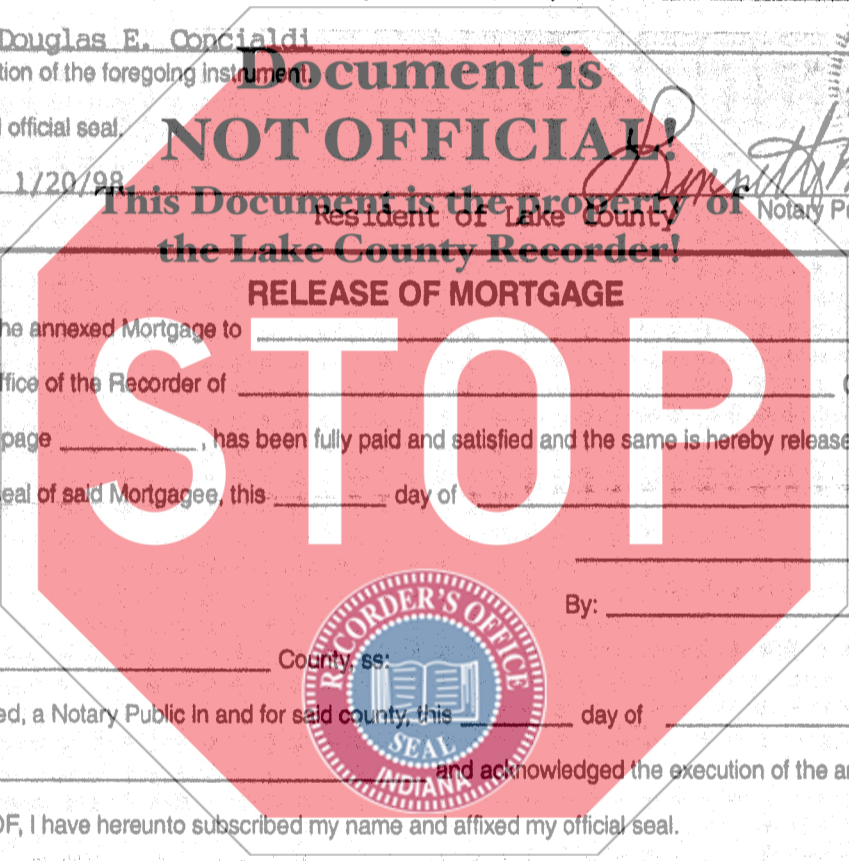 Douglas E. Concialdi
tion of the foregoing instrument.
Document is
official seal.
NOT OFFICIAL!
1/20/98
This Document is the property of
Resident of Lake County
Notary Pu
the Lake County Recorder!
RELEASE OF MORTGAGE
he annexed Mortgage to
ffice of the Recorder of
page , has been fully paid and satisfied and the same is hereby release
eal of said Mortgagee, this day of
STOP
By:
County, ss:
ed, a Notary Public in and for said county, this day of
and acknowledged the execution of the a
OF, I have hereunto subscribed my name and affixed my official seal.
RECORDER'S OFFICE
SEAL
INDIANA